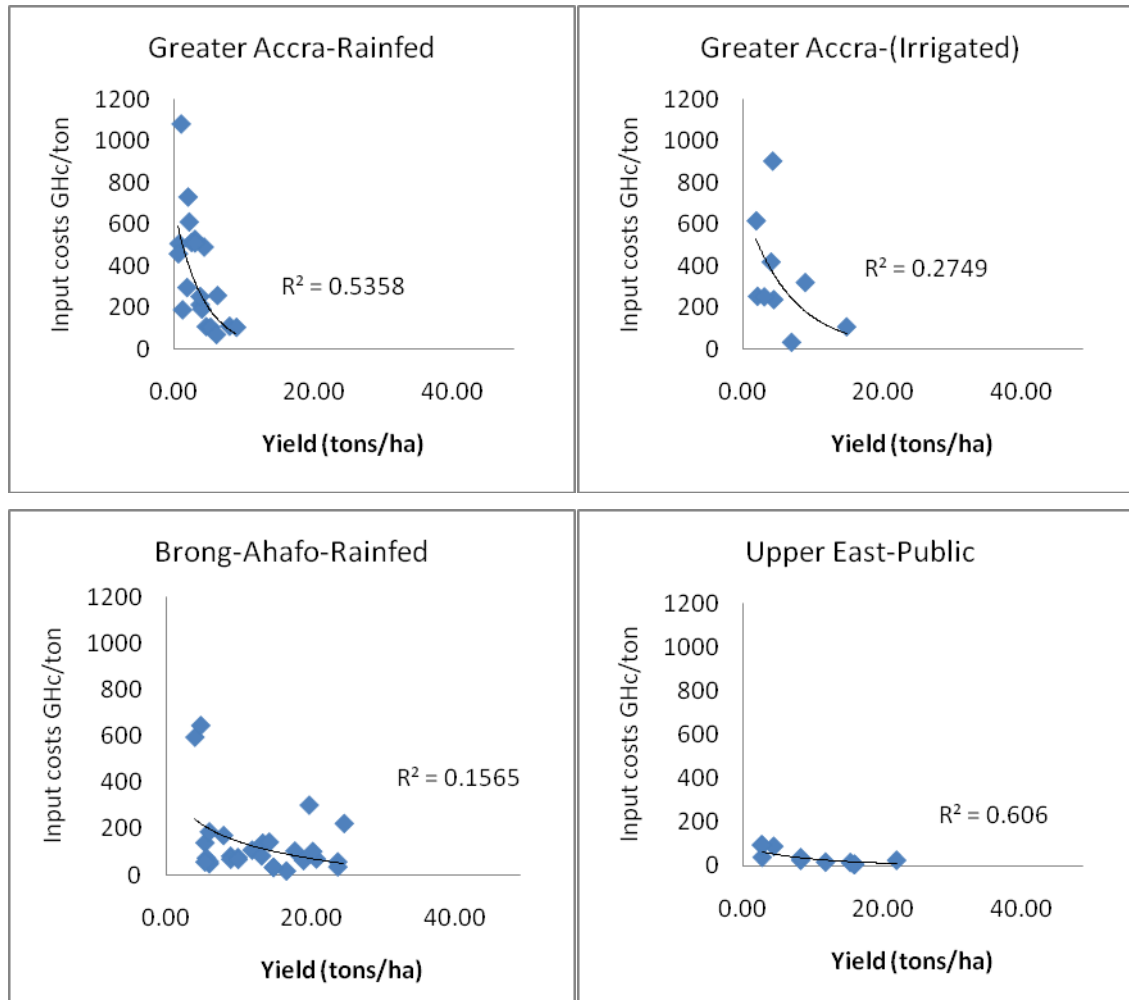 Greater Accra-Rainfed
Input costs GHc/ton
1200
1000
800
600
400
200
0
R² = 0.5358
0.00 20.00 40.00
Yield (tons/ha)
Greater Accra-(Irrigated)
Input costs GHc/ton
1200
1000
800
600
400
200
0
R² = 0.2749
0.00 20.00 40.00
Yield (tons/ha)
Brong-Ahafo-Rainfed
Input costs GHc/ton
1200
1000
800
600
400
200
0
R² = 0.1565
0.00 20.00 40.00
Yield (tons/ha)
Upper East-Public
Input costs GHc/ton
1200
1000
800
600
400
200
0
R² = 0.606
0.00 20.00 40.00
Yield (tons/ha)